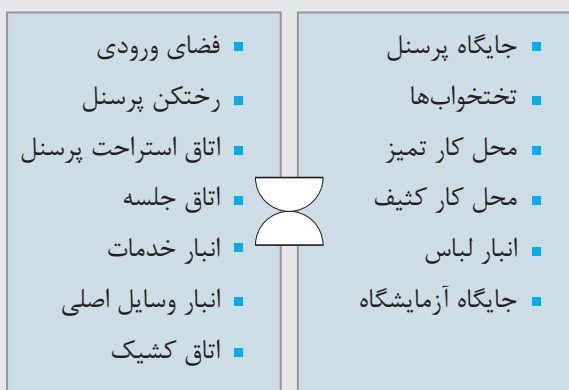 جایگاه پرسنل
تختخواب‌ها
محل کار تمیز
محل کار کثیف
انبار لباس
جایگاه آزمایشگاه
فضای ورودی
رختکن پرسنل
اتاق استراحت پرسنل
اتاق جلسه
انبار خدمات
انبار وسایل اصلی
اتاق کشیک